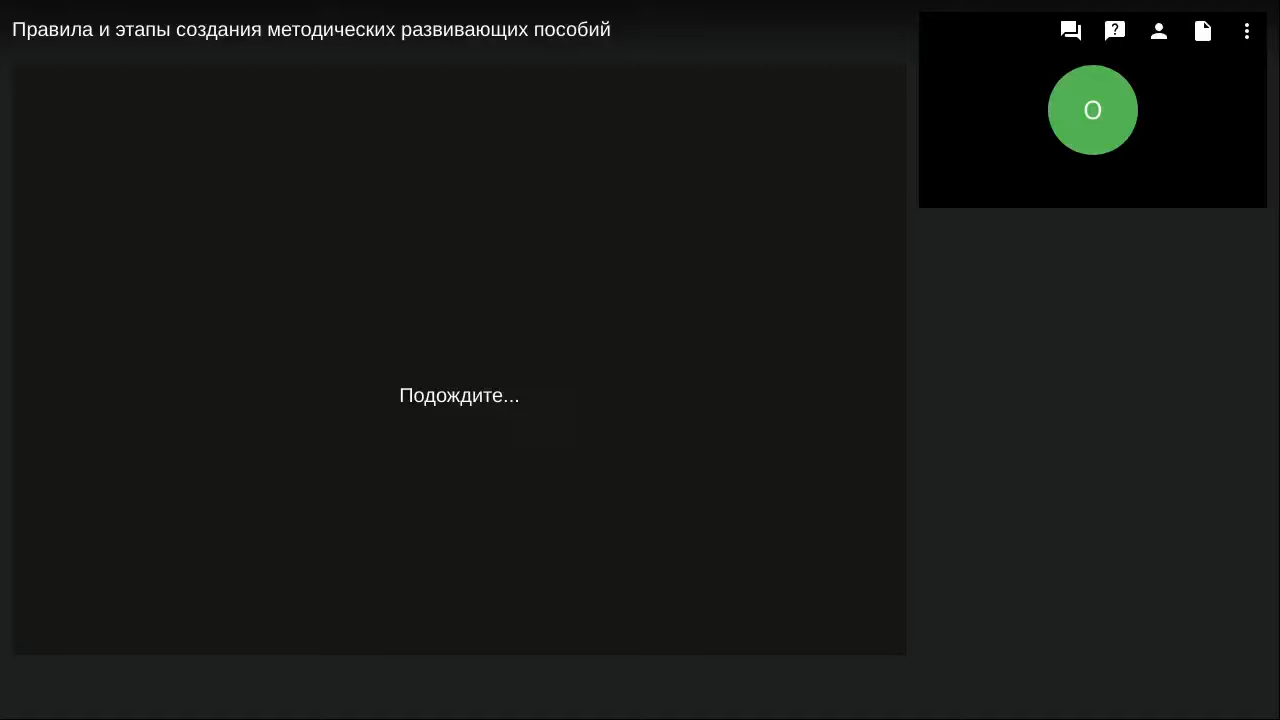 Правила и этапы создания методических развивающих пособий
О
Подождите...